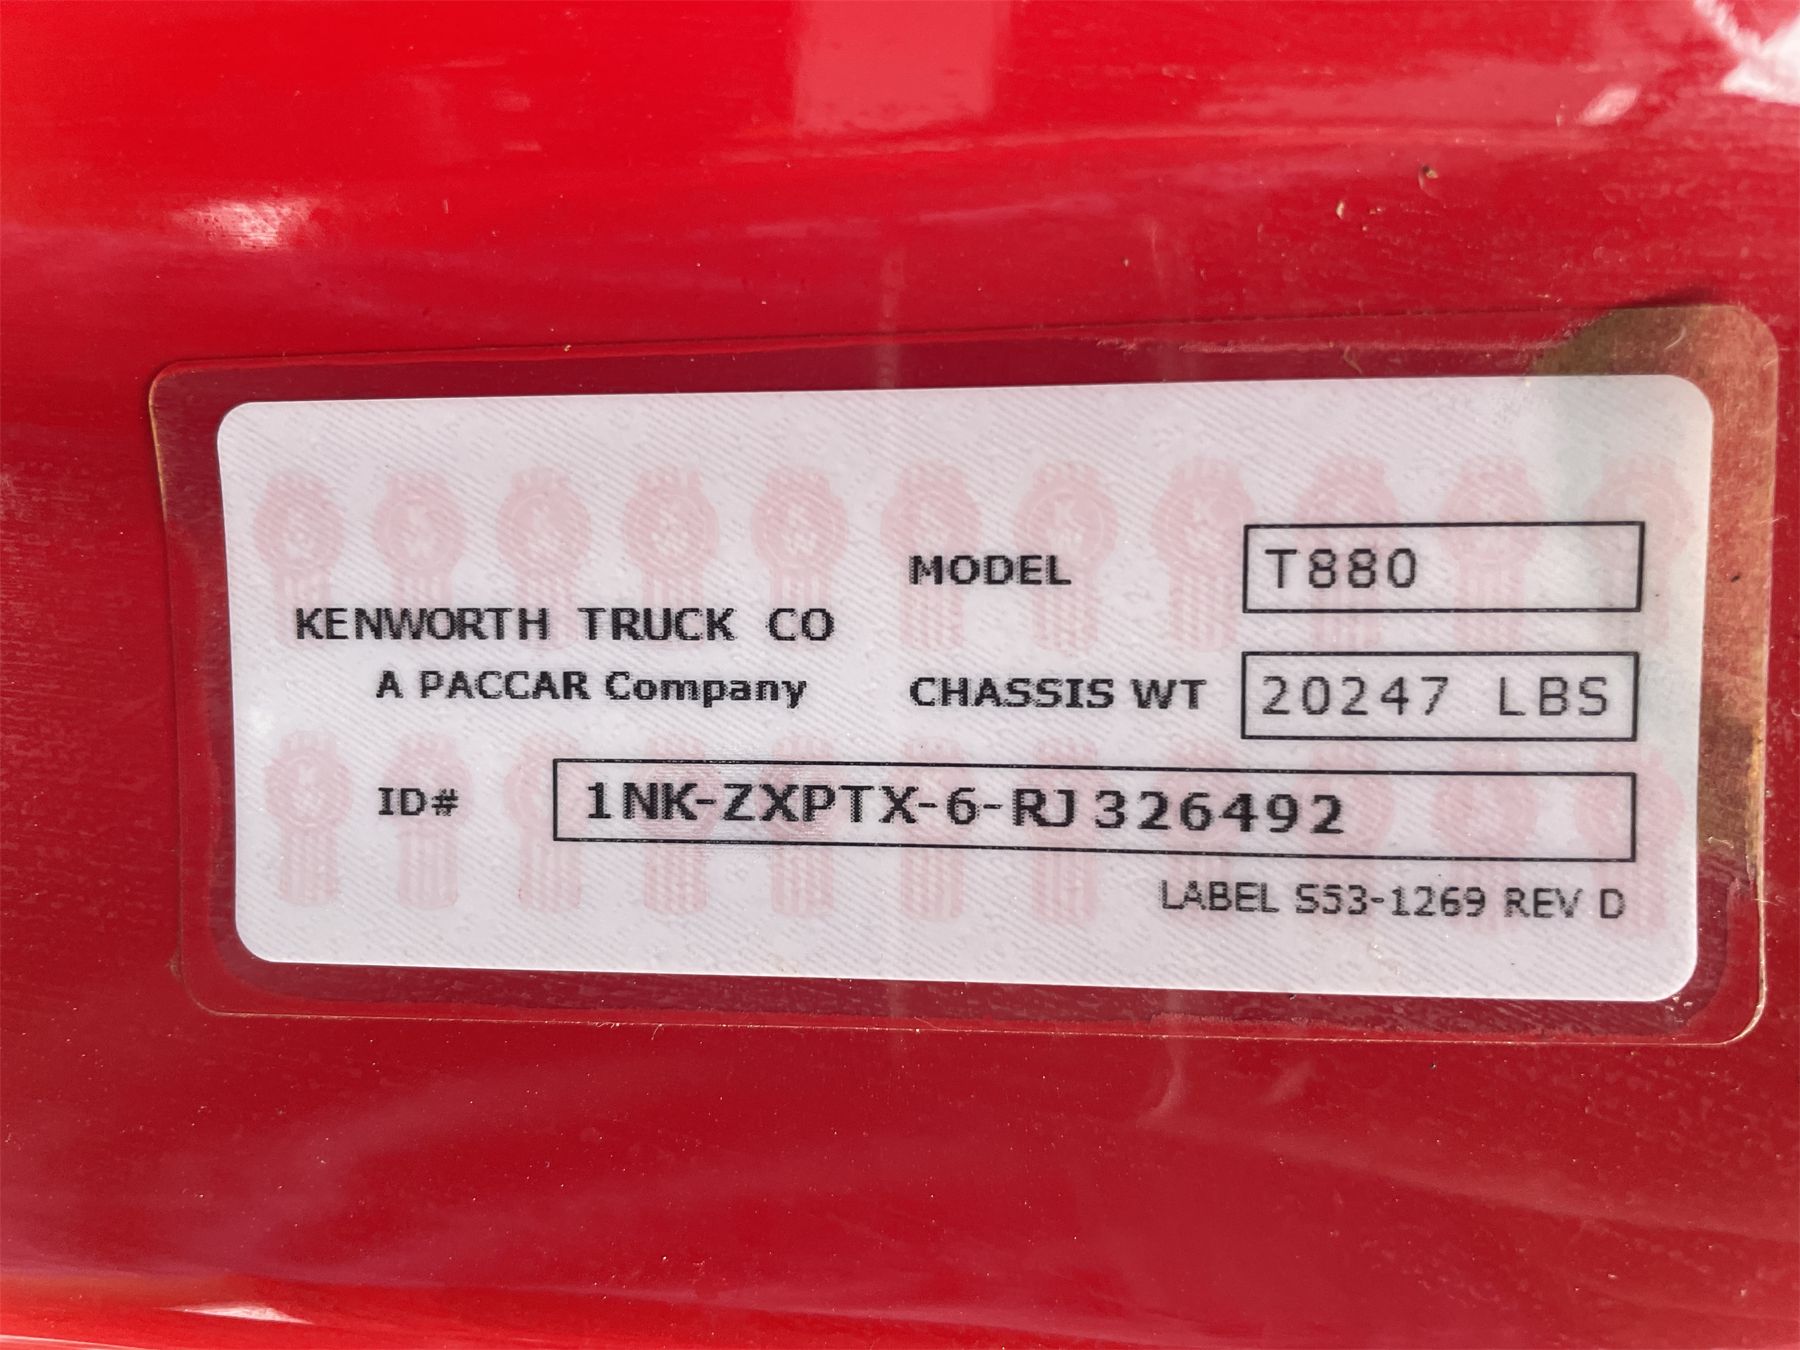 MODEL T880
KENWORTH TRUCK CO
A PACCAR Company
CHASSIS WT 20247 LBS
ID# 1NK-ZXPTX-6-RJ326492
LABEL S53-1269 REV D